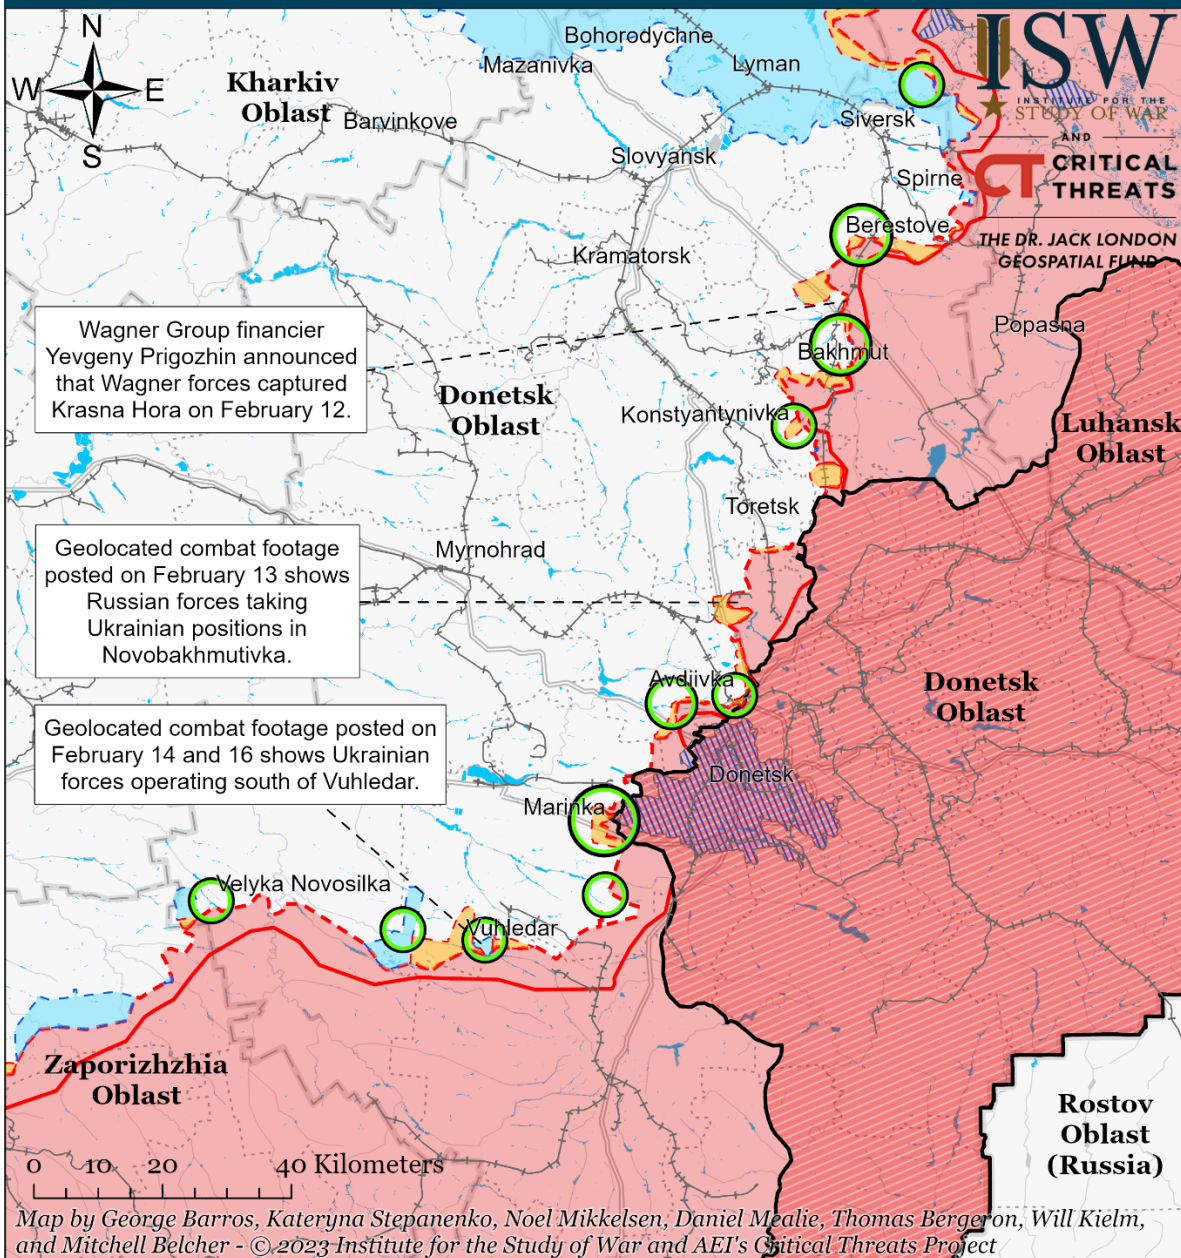 N
W
E
S
Kharkiv
Oblast
Barvinkove
Bohorodychne
Mazanivka
Lyman
Slovyansk
Siversk
Spirne
Berestove
Kramatorsk
ISW
INSTITUTE FOR THE
STUDY OF WAR
AND
CT CRITICAL
THREATS
THE DR. JACK LONDON
GEOSPATIAL FUND
Wagner Group financier
Yevgeny Prigozhin announced
that Wagner forces captured
Krasna Hora on February 12.
Popasna
Bakhmut
Donetsk
Oblast
Konstyantynivka
Luhansk
Oblast
Toretsk
Myrnohrad
Geolocated combat footage
posted on February 13 shows
Russian forces taking
Ukrainian positions in
Novobakhmutivka.
Avdiivka
Donetsk
Oblast
Geolocated combat footage posted on
February 14 and 16 shows Ukrainian
forces operating south of Vuhledar.
Donetsk
Marinka
Velyka Novosilka
Vuhledar
Zaporizhzhia
Oblast
Rostov
Oblast
(Russia)
0 10 20 40 Kilometers
Map by George Barros, Kateryna Stepanenko, Noel Mikkelsen, Daniel Mealie, Thomas Bergeron, Will Kielm,
and Mitchell Belcher - © 2023 Institute for the Study of War and AEI's Critical Threats Project